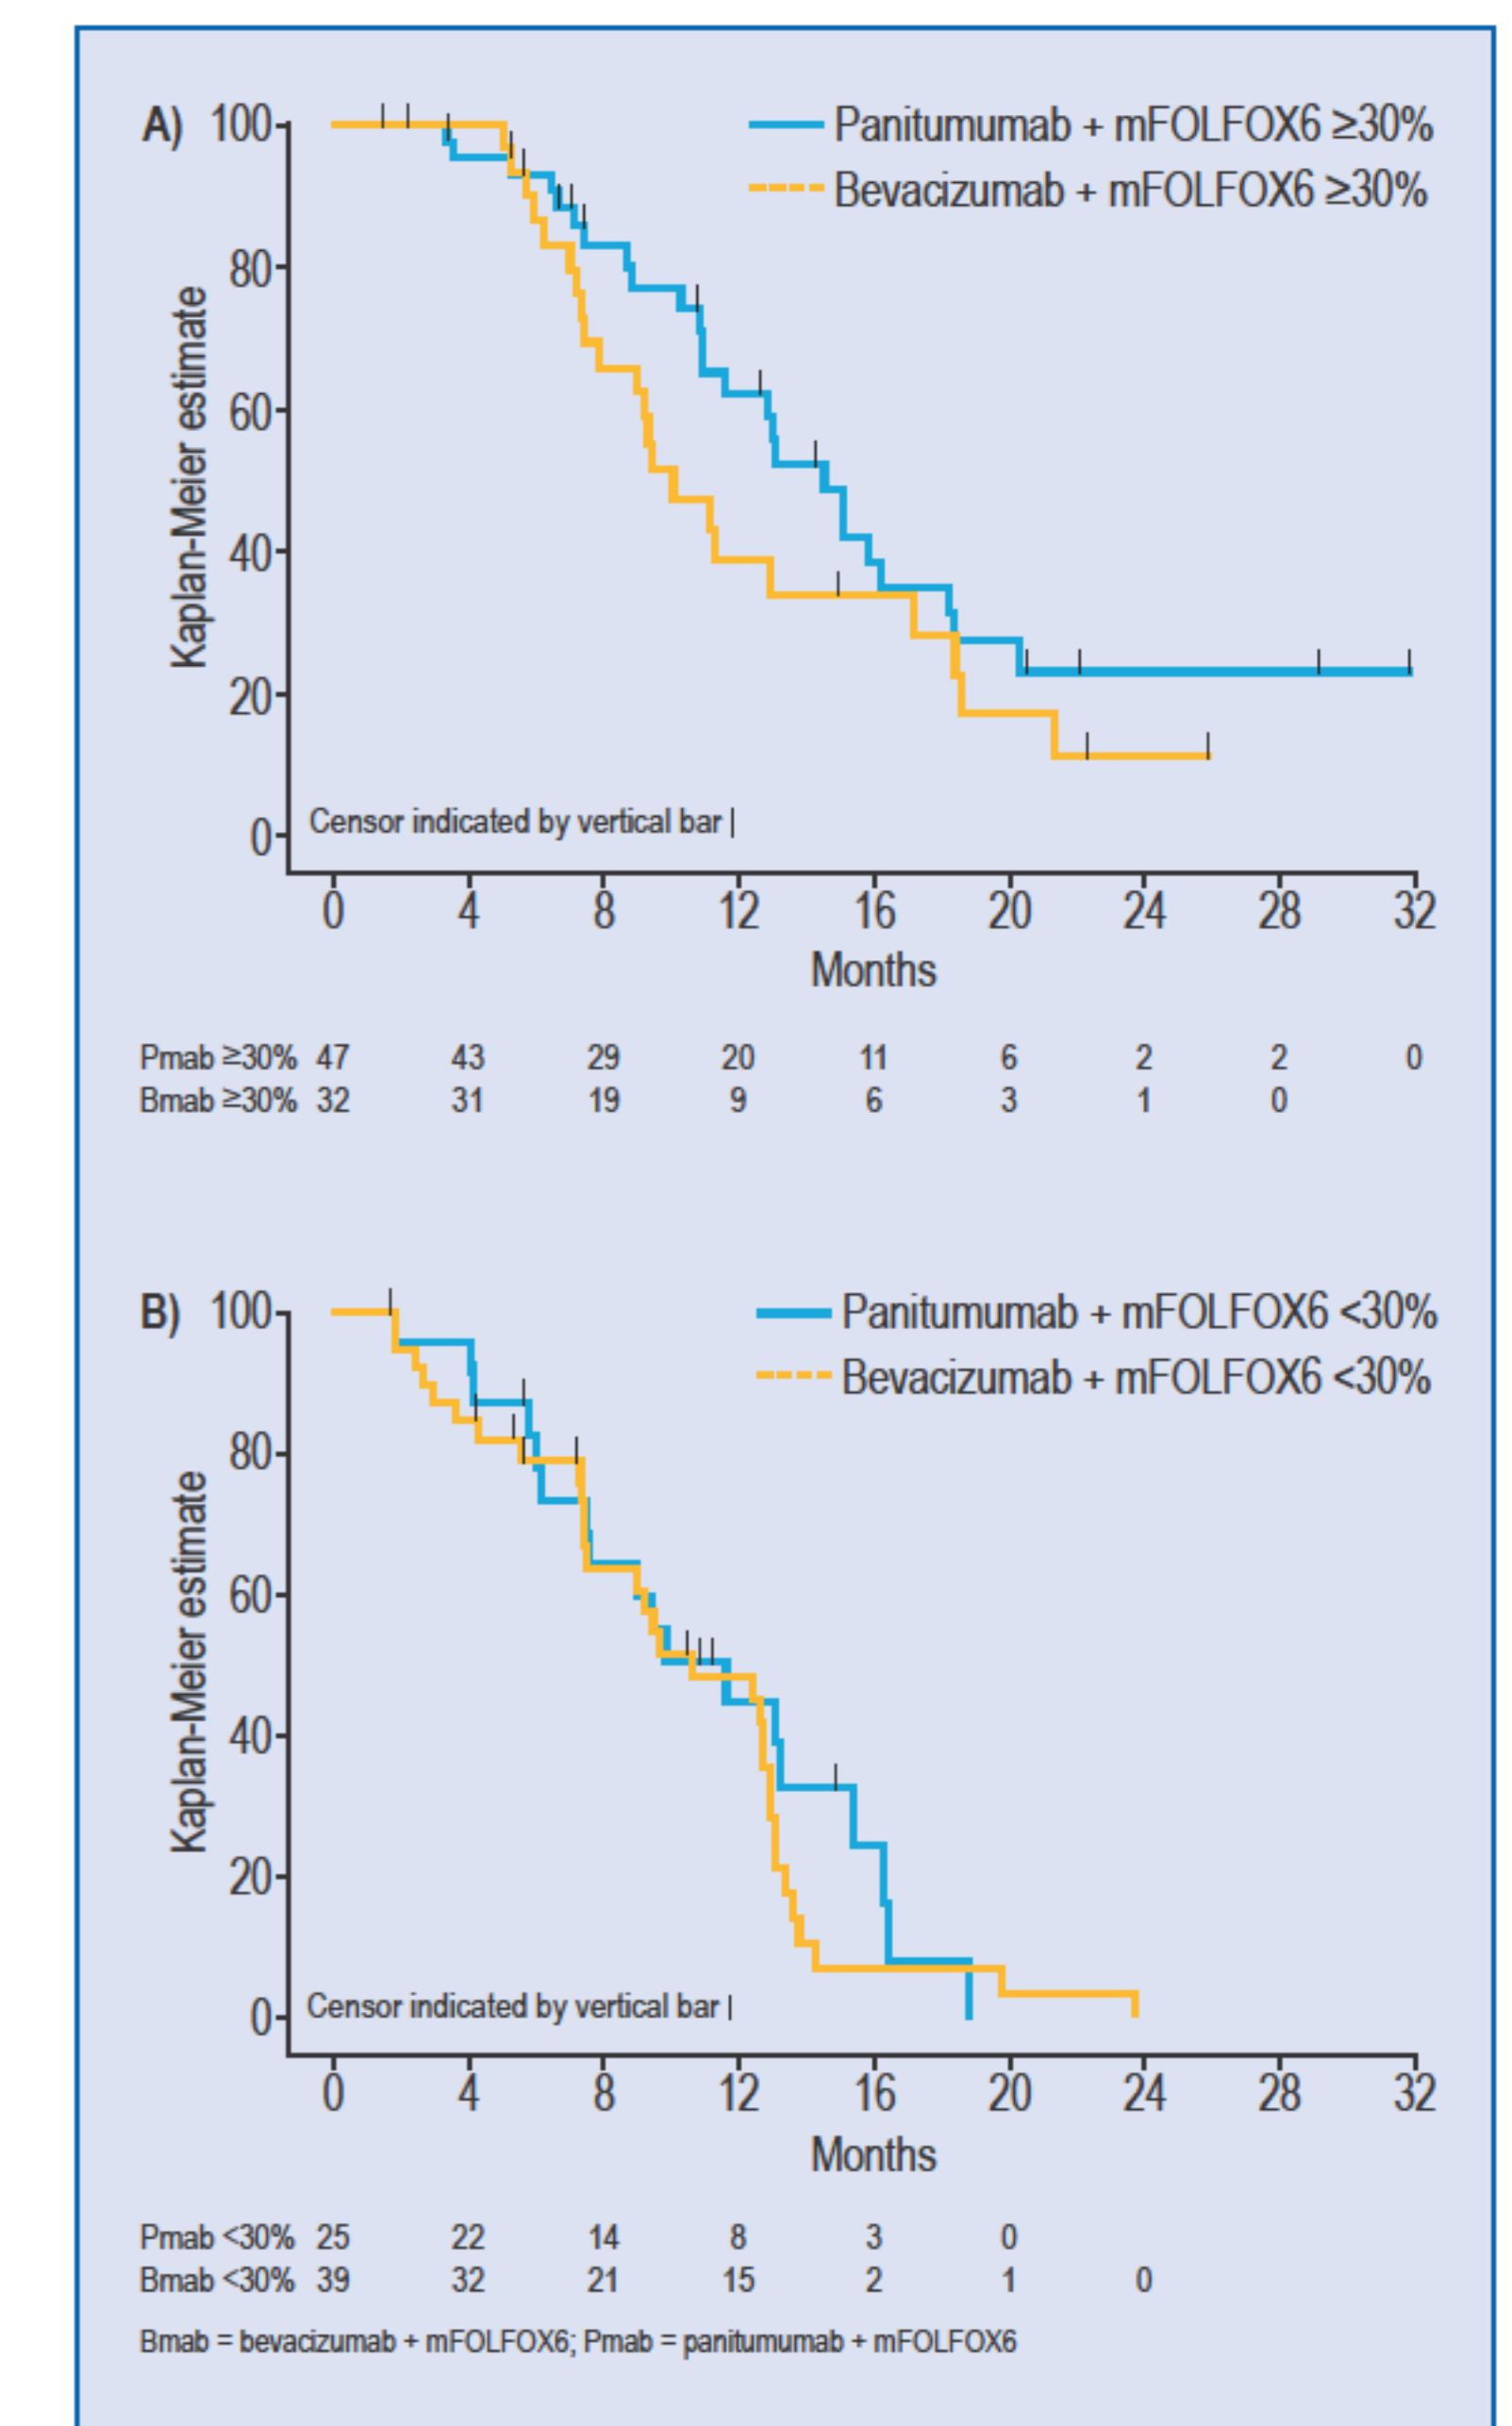 A)
Panitumumab + mFOLFOX6 ≥30%
Bevacizumab + mFOLFOX6 ≥30%
Kaplan-Meier estimate
100
80
60
40
20
0
Censor indicated by vertical bar |
0 4 8 12 16 20 24 28 32
Months
Pmab ≥30% 47 43 29 20 11 6 2 2 0
Bmab ≥30% 32 31 19 9 6 3 1 0
B)
Panitumumab + mFOLFOX6 <30%
Bevacizumab + mFOLFOX6 <30%
Kaplan-Meier estimate
100
80
60
40
20
0
Censor indicated by vertical bar |
0 4 8 12 16 20 24 28 32
Months
Pmab <30% 25 22 14 8 3 0
Bmab <30% 39 32 21 15 2 1 0
Bmab = bevacizumab + mFOLFOX6; Pmab = panitumumab + mFOLFOX6